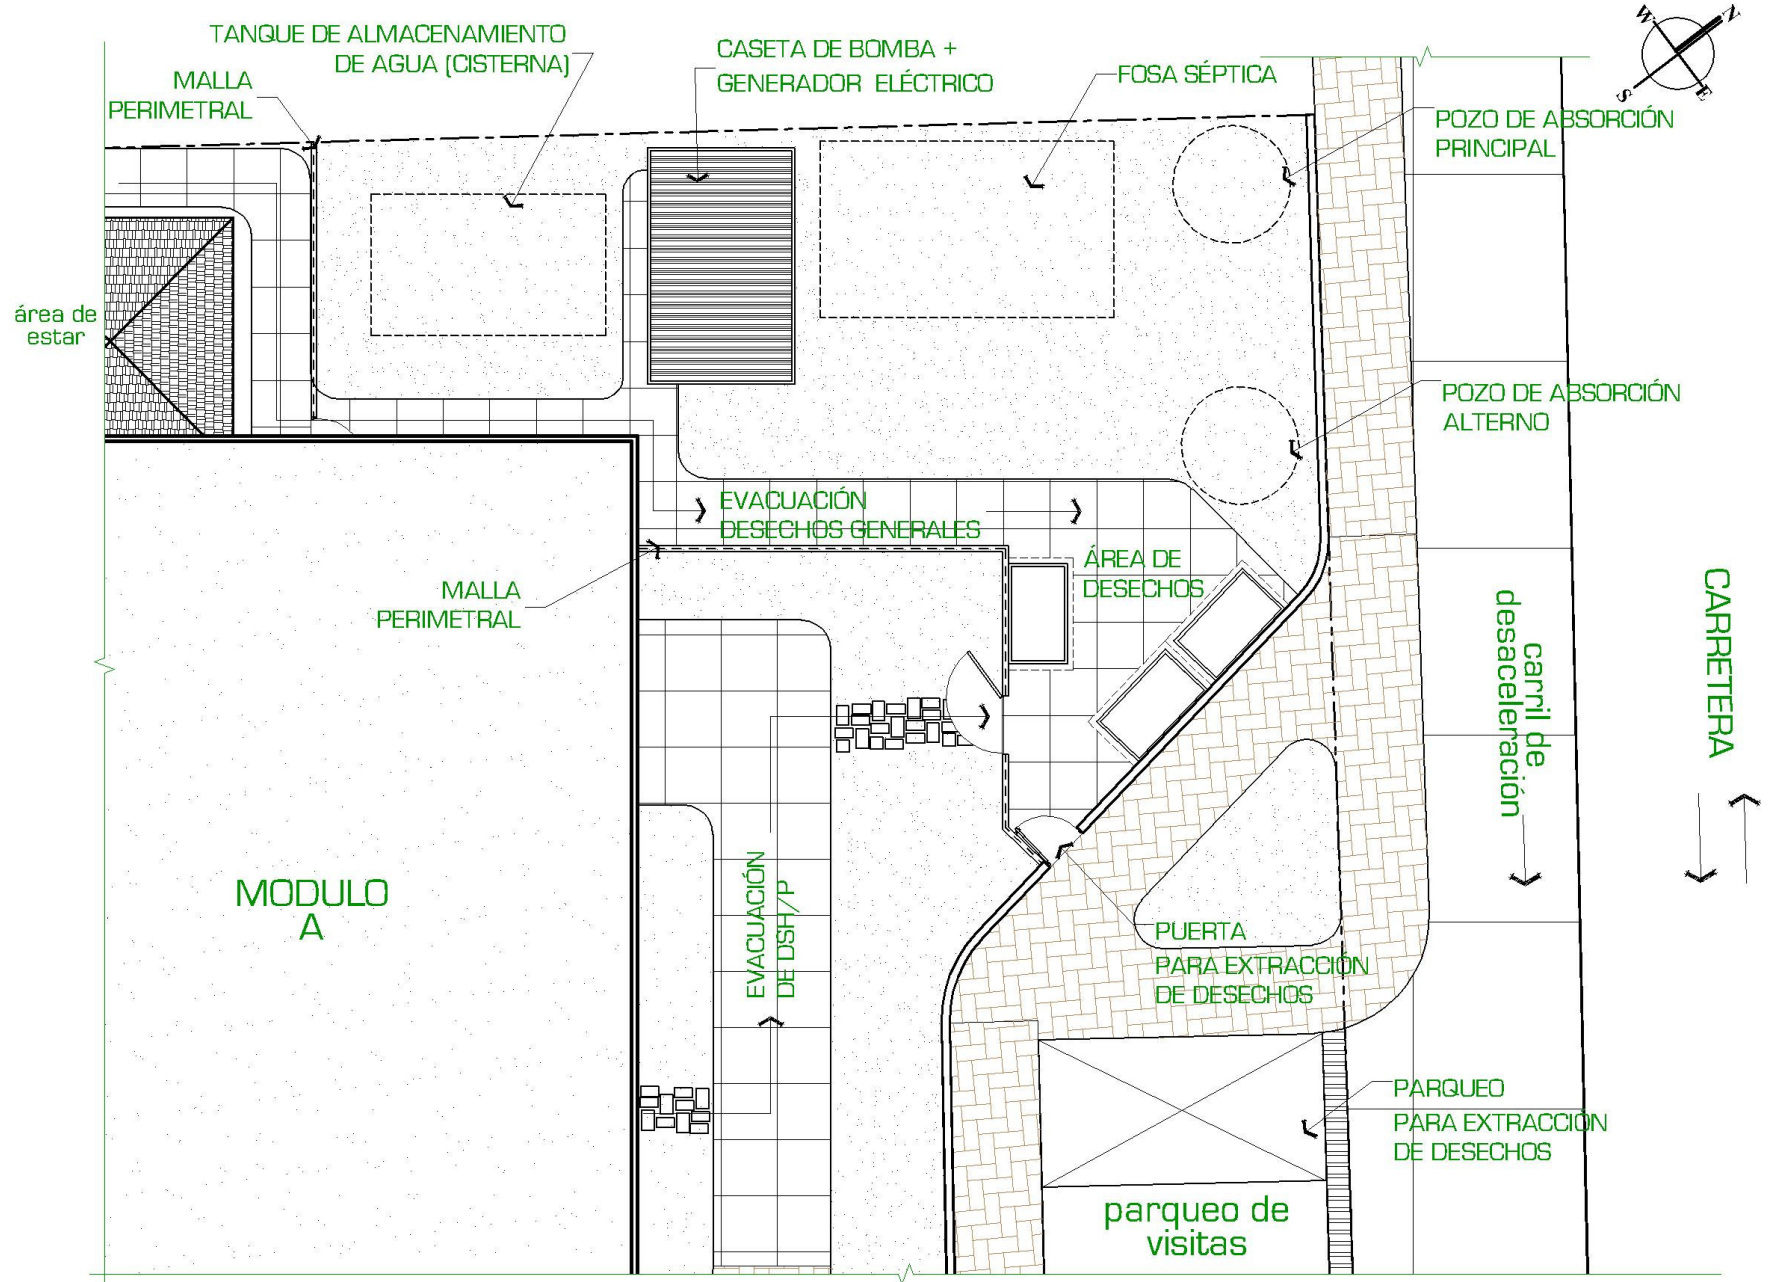 TANQUE DE ALMACENAMIENTO
DE AGUA (CISTERNA)
MALLA
PERIMETRAL
CASETA DE BOMBA +
GENERADOR ELÉCTRICO
FOSA SÉPTICA
W
N
S
E
POZO DE ABSORCIÓN
PRINCIPAL
área de
estar
POZO DE ABSORCIÓN
ALTERNO
EVACUACIÓN
DESECHOS GENERALES
ÁREA DE
DESECHOS
MALLA
PERIMETRAL
carril de
desaceleración
CARRETERA
MODULO
A
EVACUACIÓN
DE DSH/P
PUERTA
PARA EXTRACCIÓN
DE DESECHOS
PARQUEO
PARA EXTRACCIÓN
DE DESECHOS
parqueo de
visitas